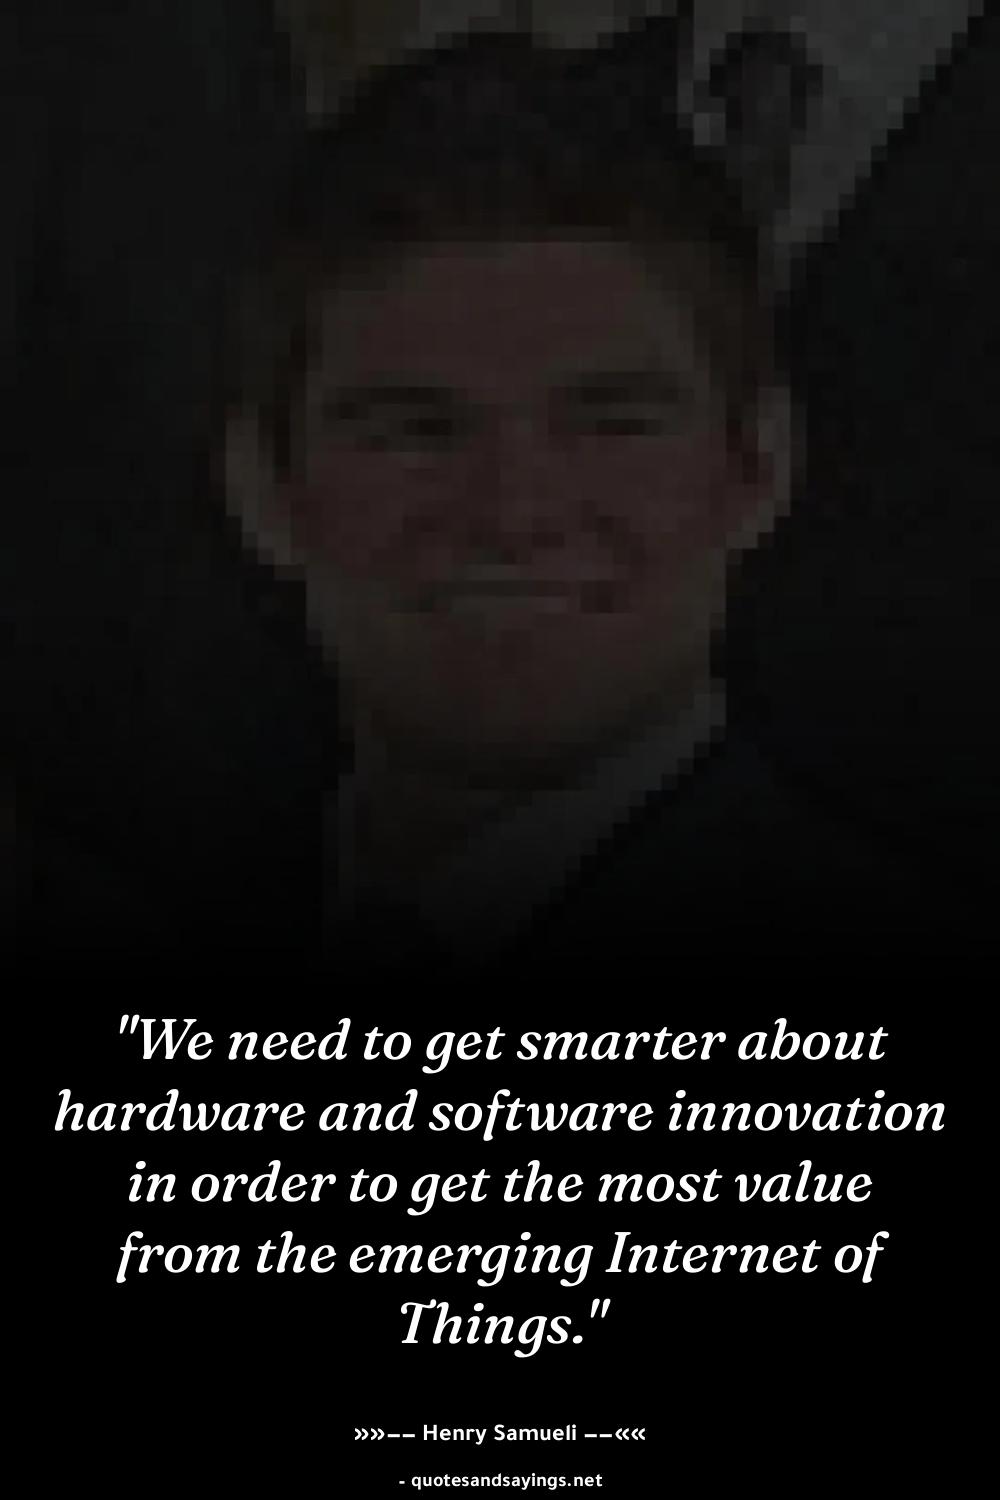 "We need to get smarter about
hardware and software innovation
in order to get the most value
from the emerging Internet of
Things."
»»–– Henry Samueli ––««
- quotesandsayings.net